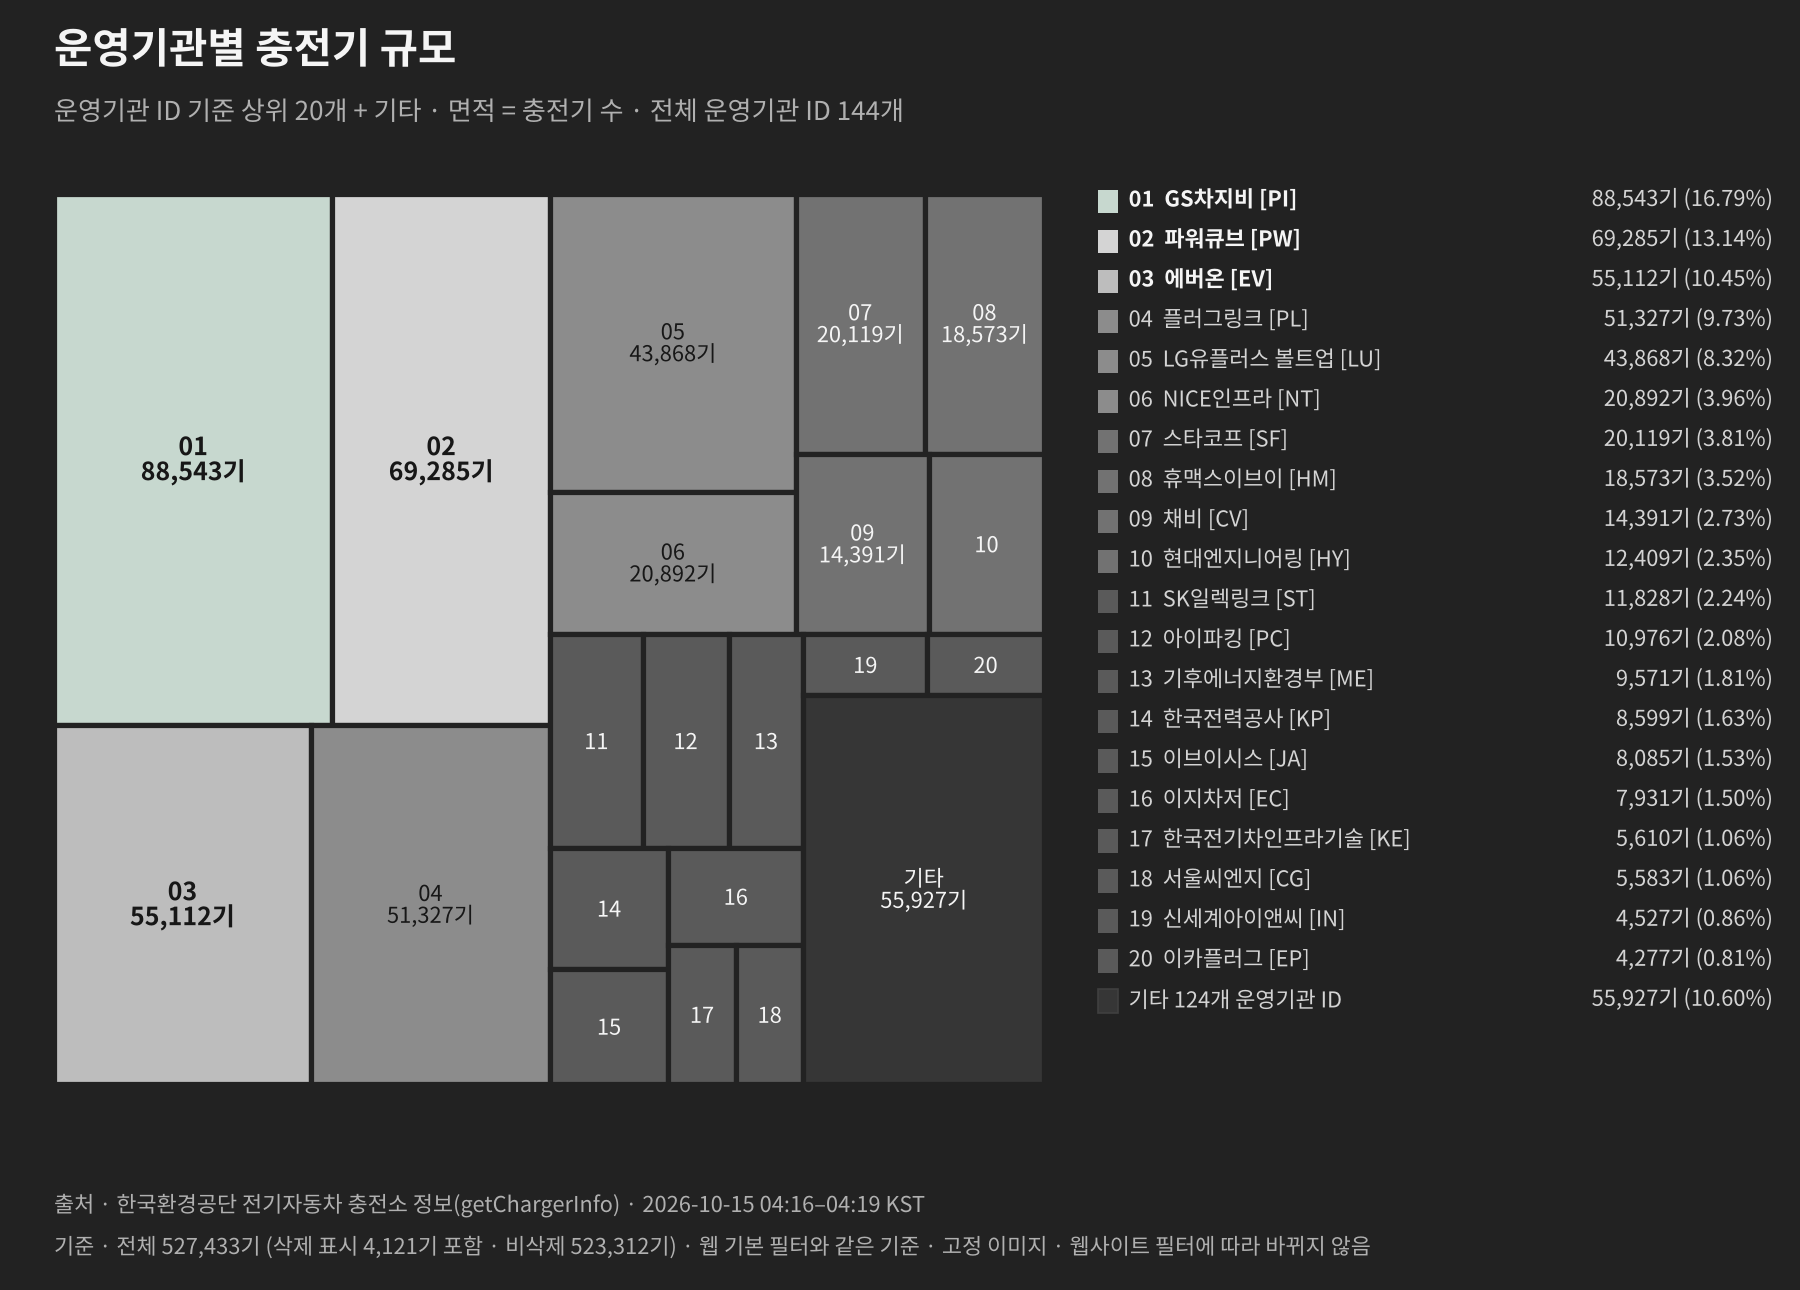 운영기관별 충전기 규모
운영기관 ID 기준 상위 20개 + 기타 · 면적 = 충전기 수 · 전체 운영기관 ID 144개
01
88,543기
02
69,285기
03
55,112기
04
51,327기
05
43,868기
06
20,892기
07
20,119기
08
18,573기
09
14,391기
10
11
12
13
14
15
16
17
18
19
20
기타
55,927기
01 GS차지비 [PI] 88,543기 (16.79%)
02 파워큐브 [PW] 69,285기 (13.14%)
03 에버온 [EV] 55,112기 (10.45%)
04 플러그링크 [PL] 51,327기 (9.73%)
05 LG유플러스 볼트업 [LU] 43,868기 (8.32%)
06 NICE인프라 [NT] 20,892기 (3.96%)
07 스타코프 [SF] 20,119기 (3.81%)
08 휴맥스이브이 [HM] 18,573기 (3.52%)
09 채비 [CV] 14,391기 (2.73%)
10 현대엔지니어링 [HY] 12,409기 (2.35%)
11 SK일렉링크 [ST] 11,828기 (2.24%)
12 아이파킹 [PC] 10,976기 (2.08%)
13 기후에너지환경부 [ME] 9,571기 (1.81%)
14 한국전력공사 [KP] 8,599기 (1.63%)
15 이브이시스 [JA] 8,085기 (1.53%)
16 이지차저 [EC] 7,931기 (1.50%)
17 한국전기차인프라기술 [KE] 5,610기 (1.06%)
18 서울씨엔지 [CG] 5,583기 (1.06%)
19 신세계아이앤씨 [IN] 4,527기 (0.86%)
20 이카플러그 [EP] 4,277기 (0.81%)
기타 124개 운영기관 ID 55,927기 (10.60%)
출처 · 한국환경공단 전기자동차 충전소 정보(getChargerInfo) · 2026-10-15 04:16–04:19 KST
기준 · 전체 527,433기 (삭제 표시 4,121기 포함 · 비삭제 523,312기) · 웹 기본 필터와 같은 기준 · 고정 이미지 · 웹사이트 필터에 따라 바뀌지 않음